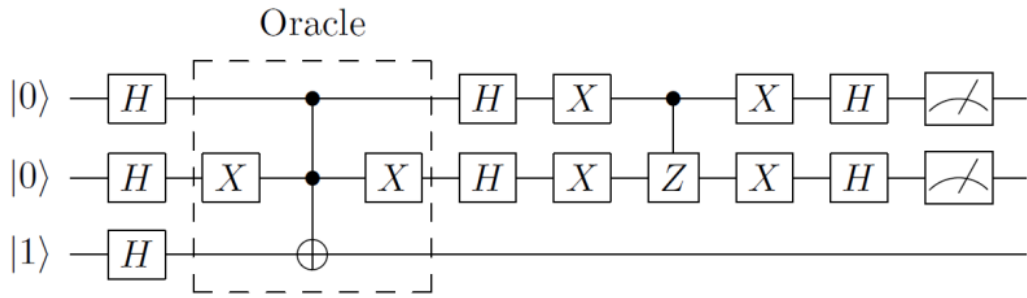 Oracle
|0⟩ H H X X H
|0⟩ H X X H X Z X H
|1⟩ H